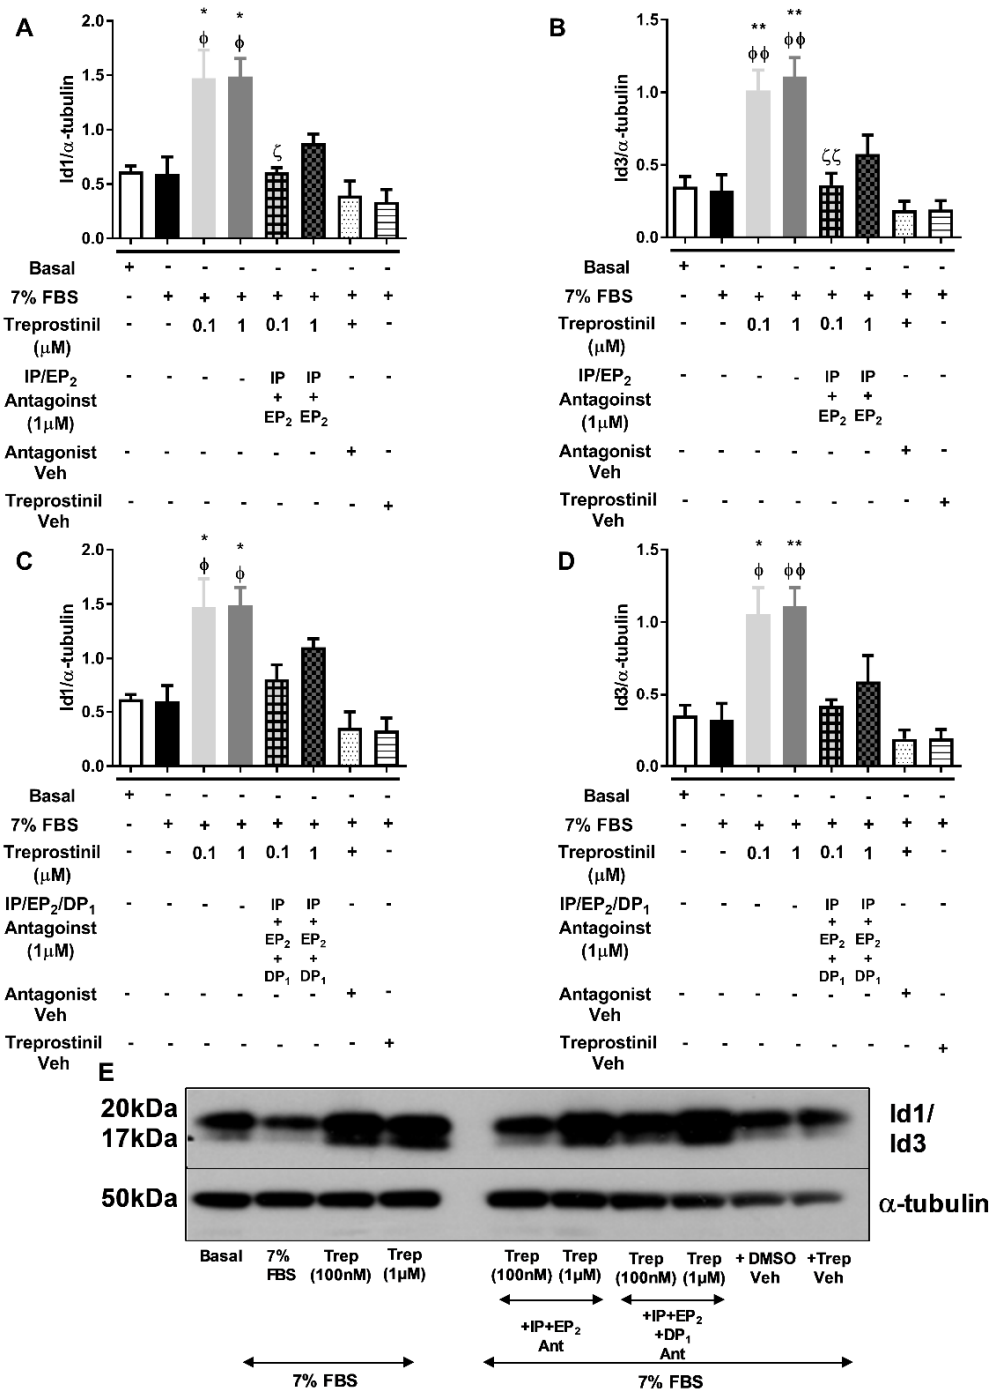 A
2.0
1.5
1.0
0.5
0.0
Id1/α-tubulin
* *
ϕ ϕ
ζ
Basal + - - - - - - -
7% FBS - + + + + + + +
Treprostinil - - 0.1 1 0.1 1 + -
(μM)
IP/EP₂ - - - - IP IP - -
Antagoinst + +
(1μM) EP₂ EP₂
Antagonist - - - - - - + -
Veh
Treprostinil - - - - - - - +
Veh
B
1.5
1.0
0.5
0.0
Id3/α-tubulin
** **
ϕϕ ϕϕ
ζζ
Basal + - - - - - - -
7% FBS - + + + + + + +
Treprostinil - - 0.1 1 0.1 1 + -
(μM)
IP/EP₂ - - - - IP IP - -
Antagoinst + +
(1μM) EP₂ EP₂
Antagonist - - - - - - + -
Veh
Treprostinil - - - - - - - +
Veh
C
2.0
1.5
1.0
0.5
0.0
Id1/α-tubulin
* *
ϕ ϕ
Basal + - - - - - - -
7% FBS - + + + + + + +
Treprostinil - - 0.1 1 0.1 1 + -
(μM)
IP/EP₂/DP₁ - - - - IP IP - -
Antagoinst + +
(1μM) EP₂ EP₂
+ +
DP₁ DP₁
Antagonist - - - - - - + -
Veh
Treprostinil - - - - - - - +
Veh
D
1.5
1.0
0.5
0.0
Id3/α-tubulin
* **
ϕ ϕϕ
Basal + - - - - - - -
7% FBS - + + + + + + +
Treprostinil - - 0.1 1 0.1 1 + -
(μM)
IP/EP₂/DP₁ - - - - IP IP - -
Antagoinst + +
(1μM) EP₂ EP₂
+ +
DP₁ DP₁
Antagonist - - - - - - + -
Veh
Treprostinil - - - - - - - +
Veh
E
20kDa
17kDa
Id1/
Id3
50kDa
α-tubulin
Basal 7% Trep Trep Trep Trep Trep Trep + DMSO +Trep
FBS (100nM) (1μM) (100nM) (1μM) (100nM) (1μM) Veh Veh
+IP+EP₂ +IP+EP₂
Ant +DP₁
Ant
7% FBS 7% FBS